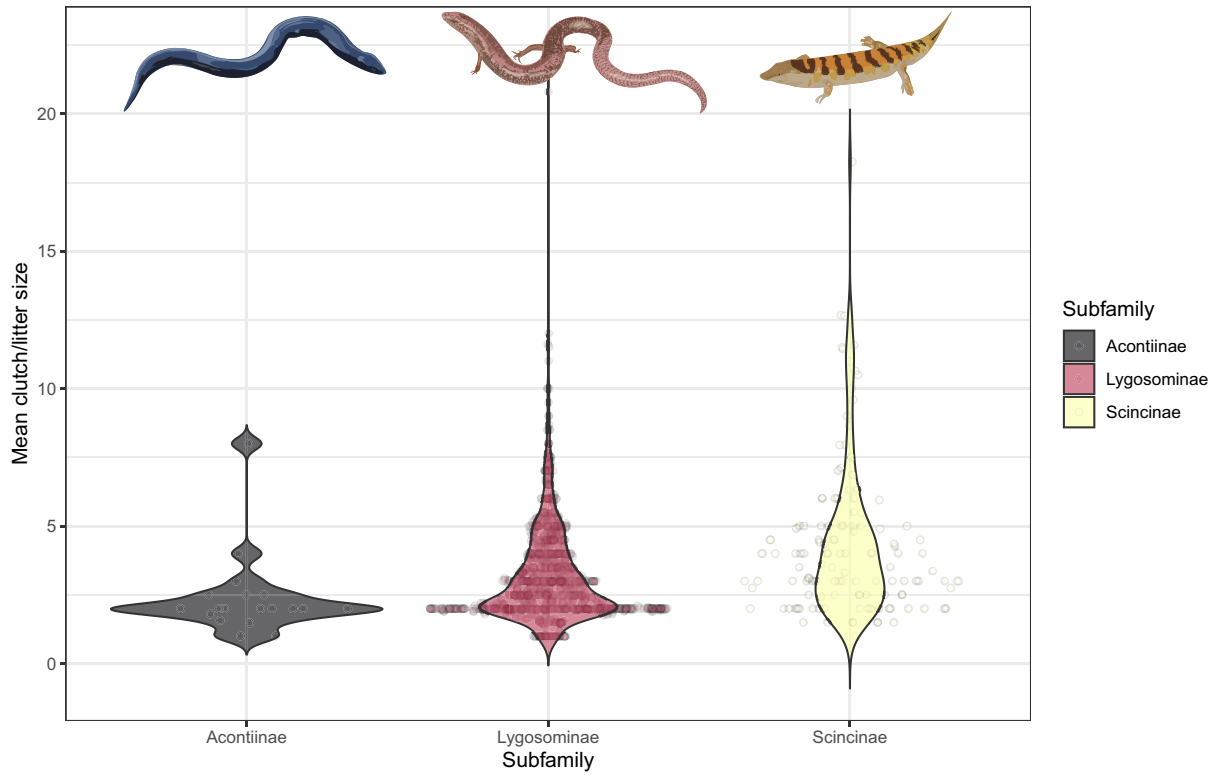 20
15
10
5
0
Mean clutch/litter size
Acontiinae
Lygosominae
Scincinae
Subfamily
Subfamily
Acontiinae
Lygosominae
Scincinae